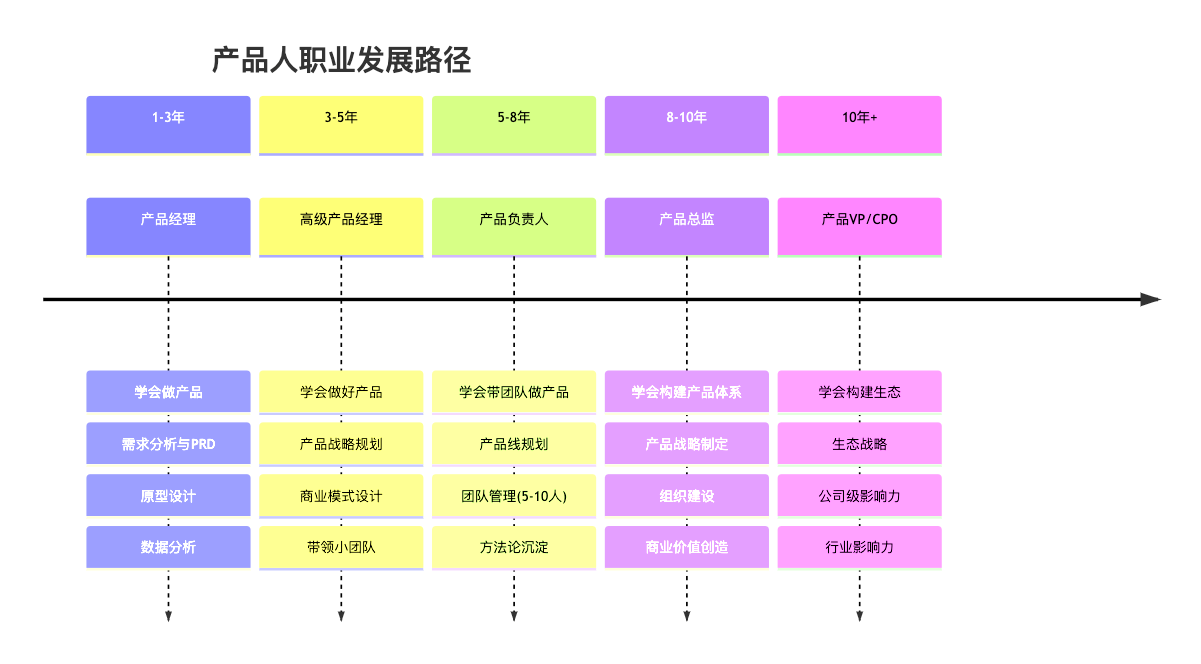 产品人职业发展路径
1-3年
3-5年
5-8年
8-10年
10年+
产品经理
高级产品经理
产品负责人
产品总监
产品VP/CPO
学会做产品
学会做好产品
学会带团队做产品
学会构建产品体系
学会构建生态
需求分析与PRD
产品战略规划
产品线规划
产品战略制定
生态战略
原型设计
商业模式设计
团队管理(5-10人)
组织建设
公司级影响力
数据分析
带领小团队
方法论沉淀
商业价值创造
行业影响力